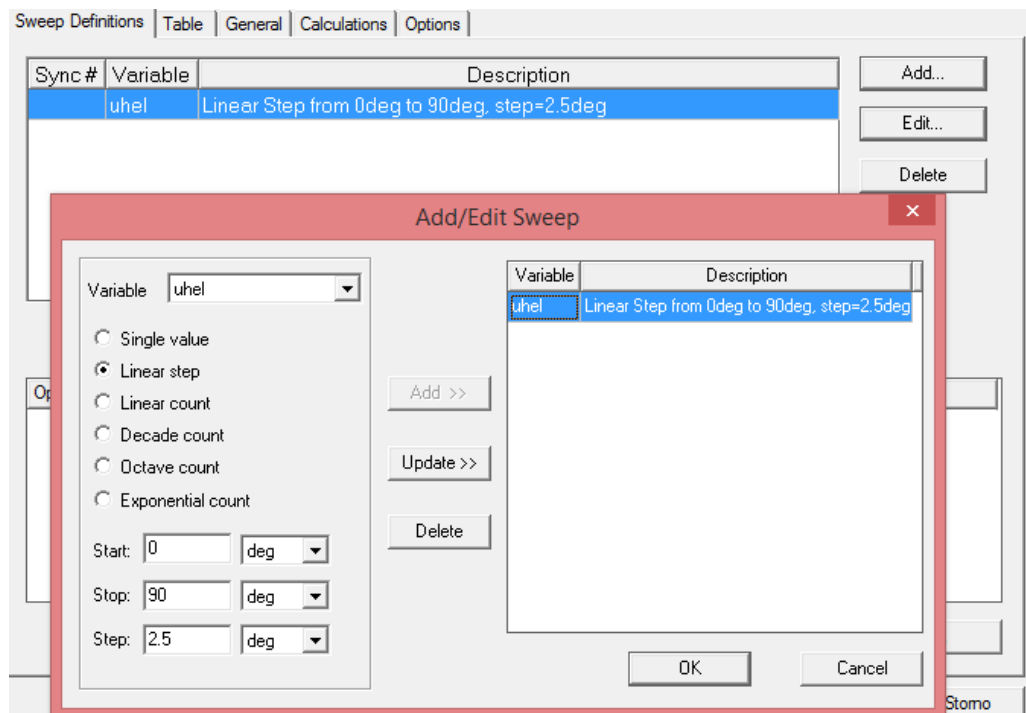 Sweep Definitions Table General Calculations Options
Sync # Variable Description
uhel Linear Step from 0deg to 90deg, step=2.5deg
Add...
Edit...
Delete
Add/Edit Sweep
Variable uhel
Single value
Linear step
Linear count
Decade count
Octave count
Exponential count
Start: 0 deg
Stop: 90 deg
Step: 2.5 deg
Add >>
Update >>
Delete
Variable Description
uhel Linear Step from 0deg to 90deg, step=2.5deg
OK Cancel
Storno